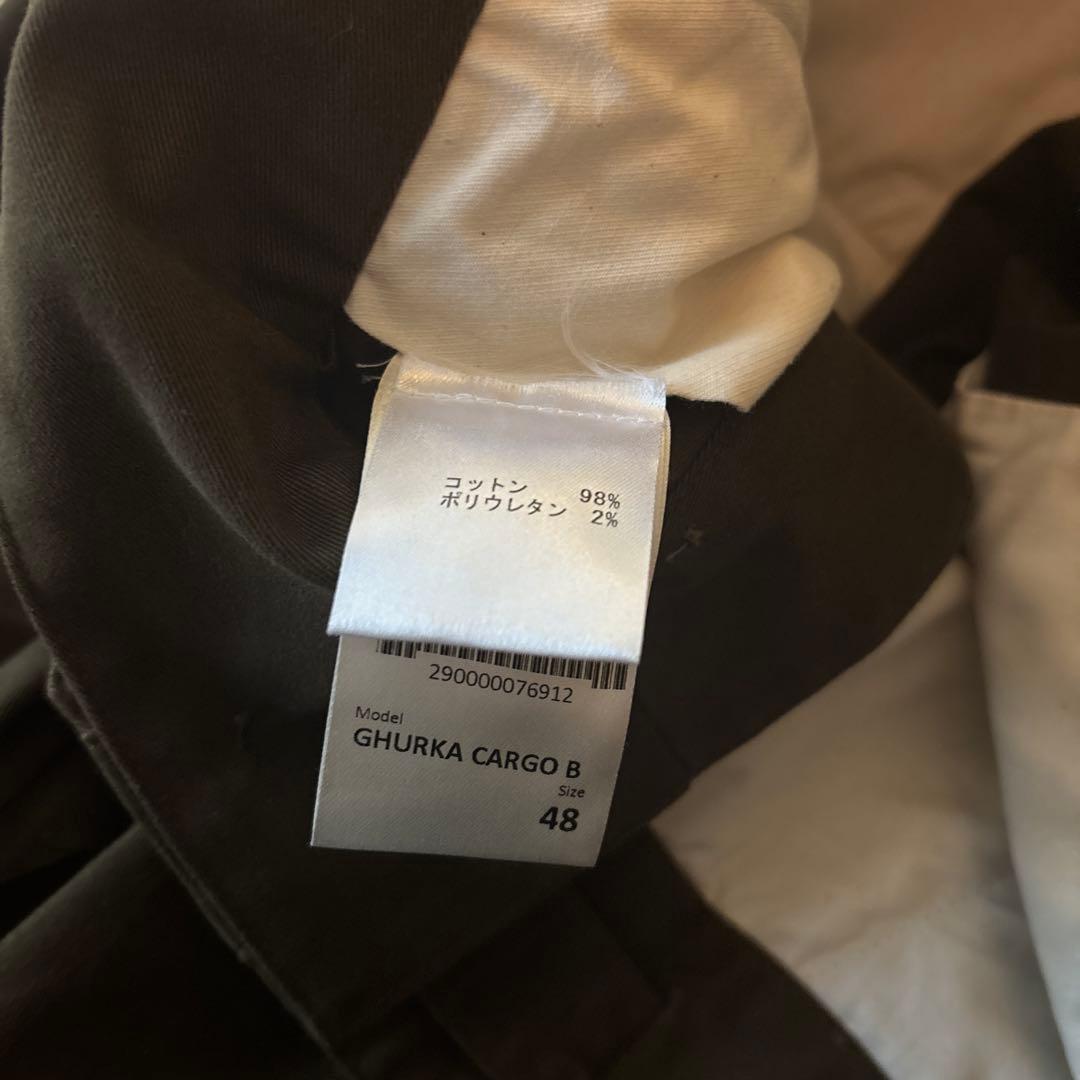 コットン 98%
ポリウレタン 2%
290000076912
Model
GHURKA CARGO B
Size
48